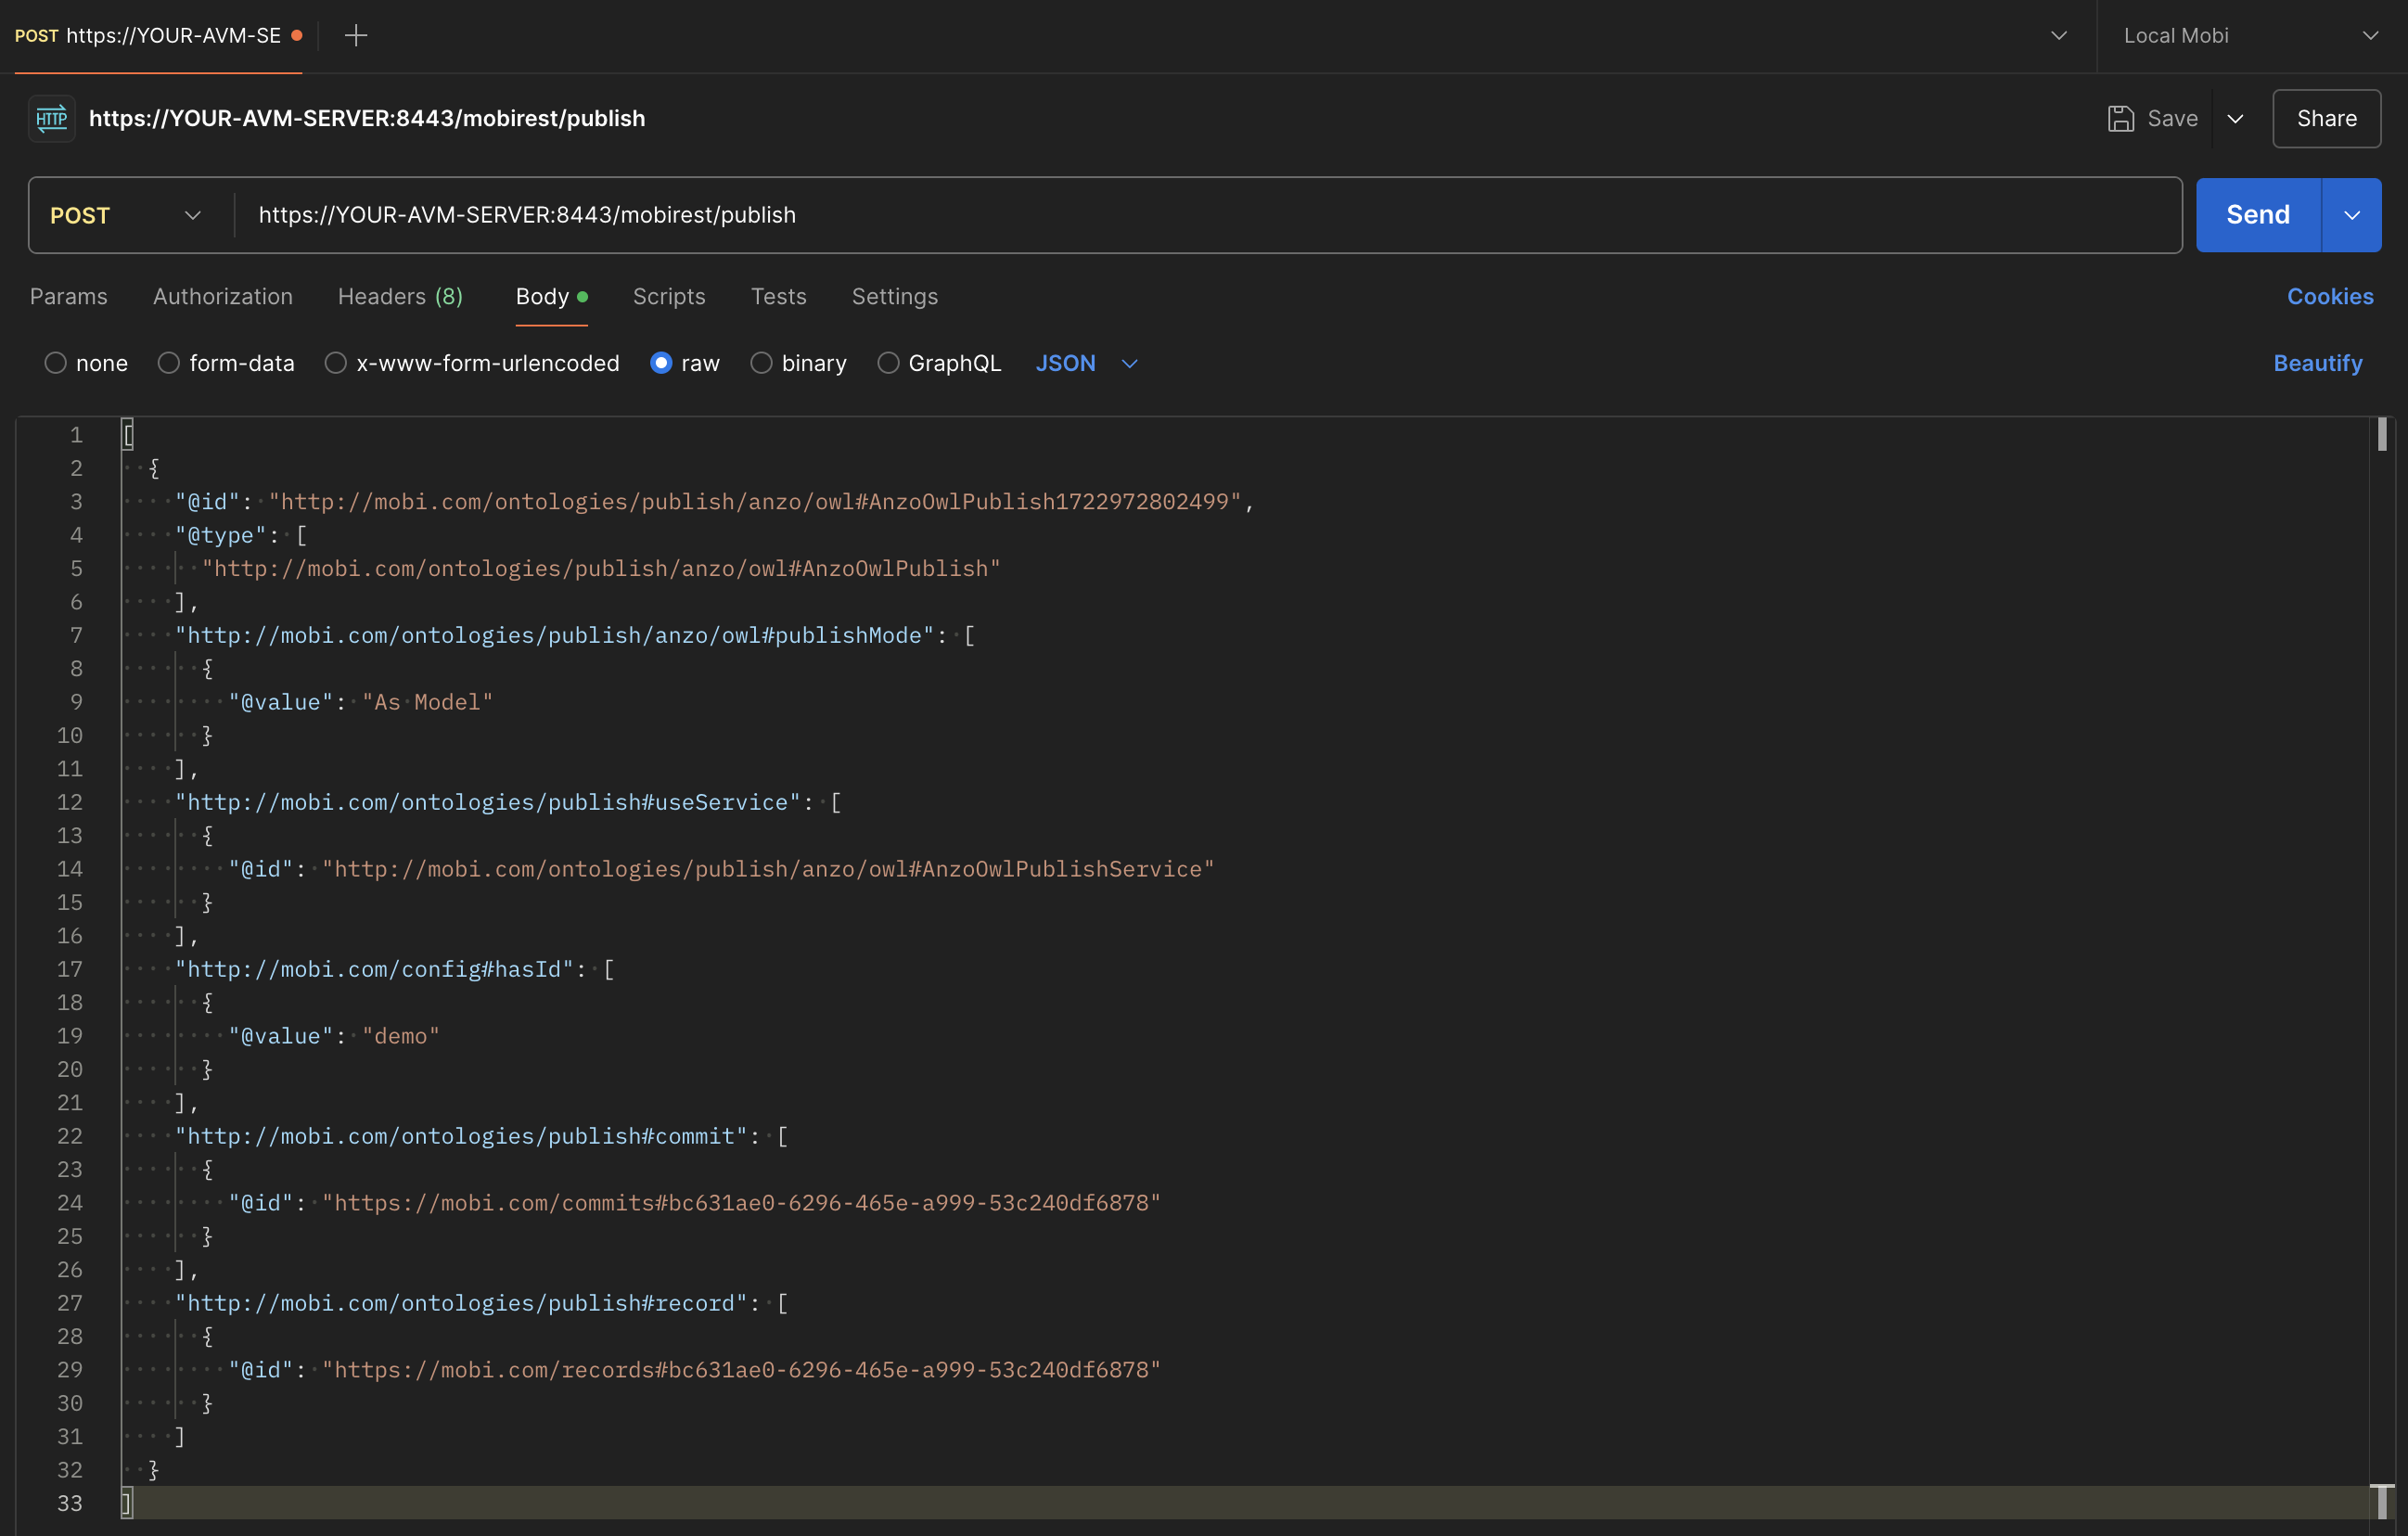 POST https://YOUR-AVM-SE
Local Mobi
HTTP https://YOUR-AVM-SERVER:8443/mobirest/publish
Save
Share
POST https://YOUR-AVM-SERVER:8443/mobirest/publish
Send
Params Authorization Headers (8) Body Scripts Tests Settings Cookies
none form-data x-www-form-urlencoded raw binary GraphQL JSON Beautify
1 [
2 {
3 "@id": "http://mobi.com/ontologies/publish/anzo/owl#AnzoOwlPublish1722972802499",
4 "@type": [
5 "http://mobi.com/ontologies/publish/anzo/owl#AnzoOwlPublish"
6 ],
7 "http://mobi.com/ontologies/publish/anzo/owl#publishMode": [
8 {
9 "@value": "As Model"
10 }
11 ],
12 "http://mobi.com/ontologies/publish#useService": [
13 {
14 "@id": "http://mobi.com/ontologies/publish/anzo/owl#AnzoOwlPublishService"
15 }
16 ],
17 "http://mobi.com/config#hasId": [
18 {
19 "@value": "demo"
20 }
21 ],
22 "http://mobi.com/ontologies/publish#commit": [
23 {
24 "@id": "https://mobi.com/commits#bc631ae0-6296-465e-a999-53c240df6878"
25 }
26 ],
27 "http://mobi.com/ontologies/publish#record": [
28 {
29 "@id": "https://mobi.com/records#bc631ae0-6296-465e-a999-53c240df6878"
30 }
31 ]
32 }
33 ]